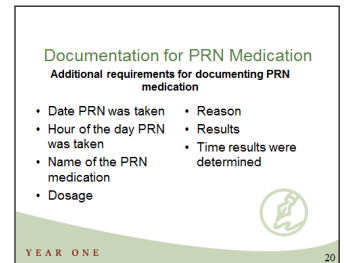 Documentation for PRN Medication
Additional requirements for documenting PRN
medication
• Date PRN was taken
• Hour of the day PRN
was taken
• Name of the PRN
medication
• Dosage
• Reason
• Results
• Time results were
determined
YEAR ONE
20